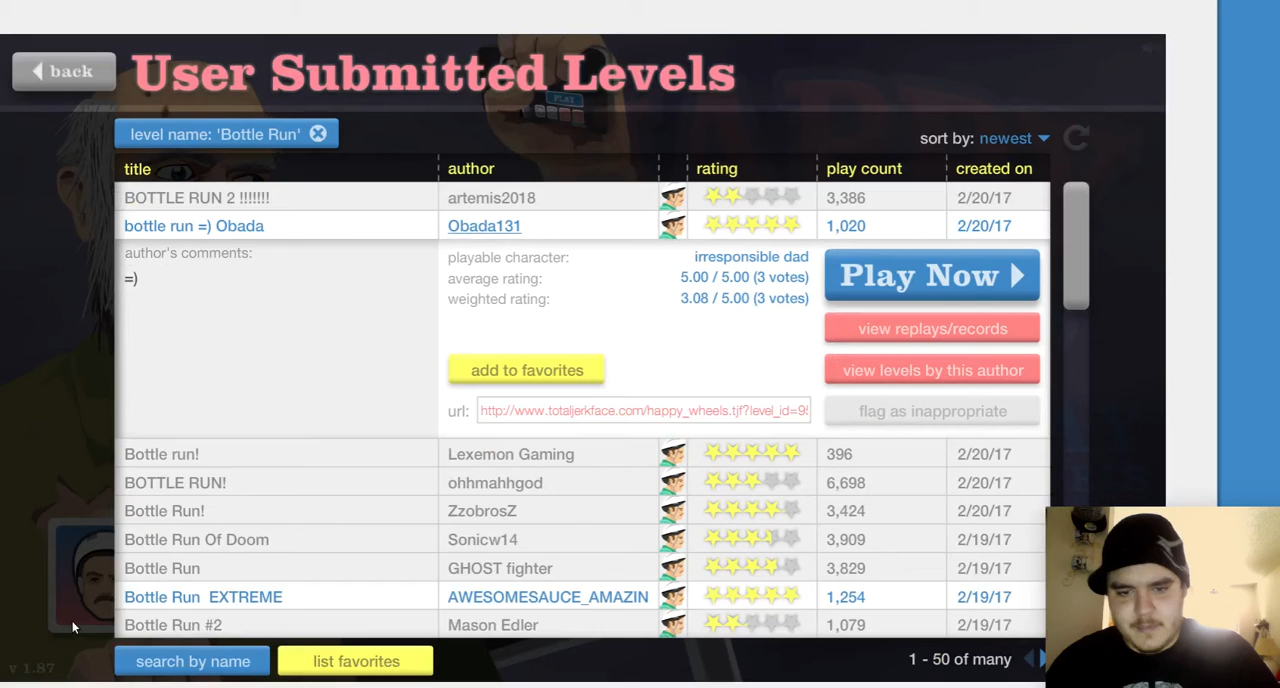 back
User Submitted Levels
PLAY
level name: 'Bottle Run'
sort by: newest
title author rating play count created on
BOTTLE RUN 2 !!!!!!! artemis2018 3,386 2/20/17
bottle run =) Obada Obada131 1,020 2/20/17
author's comments:
=)
playable character: irresponsible dad
average rating: 5.00 / 5.00 (3 votes)
weighted rating: 3.08 / 5.00 (3 votes)
add to favorites
url: http://www.totaljerkface.com/happy_wheels.tjf?level_id=9
Play Now
view replays/records
view levels by this author
flag as inappropriate
Bottle run! Lexemon Gaming 396 2/20/17
BOTTLE RUN! ohhmahhgod 6,698 2/20/17
Bottle Run! ZzobrosZ 3,424 2/20/17
Bottle Run Of Doom Sonicw14 3,909 2/19/17
Bottle Run GHOST fighter 3,829 2/19/17
Bottle Run EXTREME AWESOMESAUCE_AMAZIN 1,254 2/19/17
Bottle Run #2 Mason Edler 1,079 2/19/17
search by name
list favorites
1 - 50 of many
v 1.87